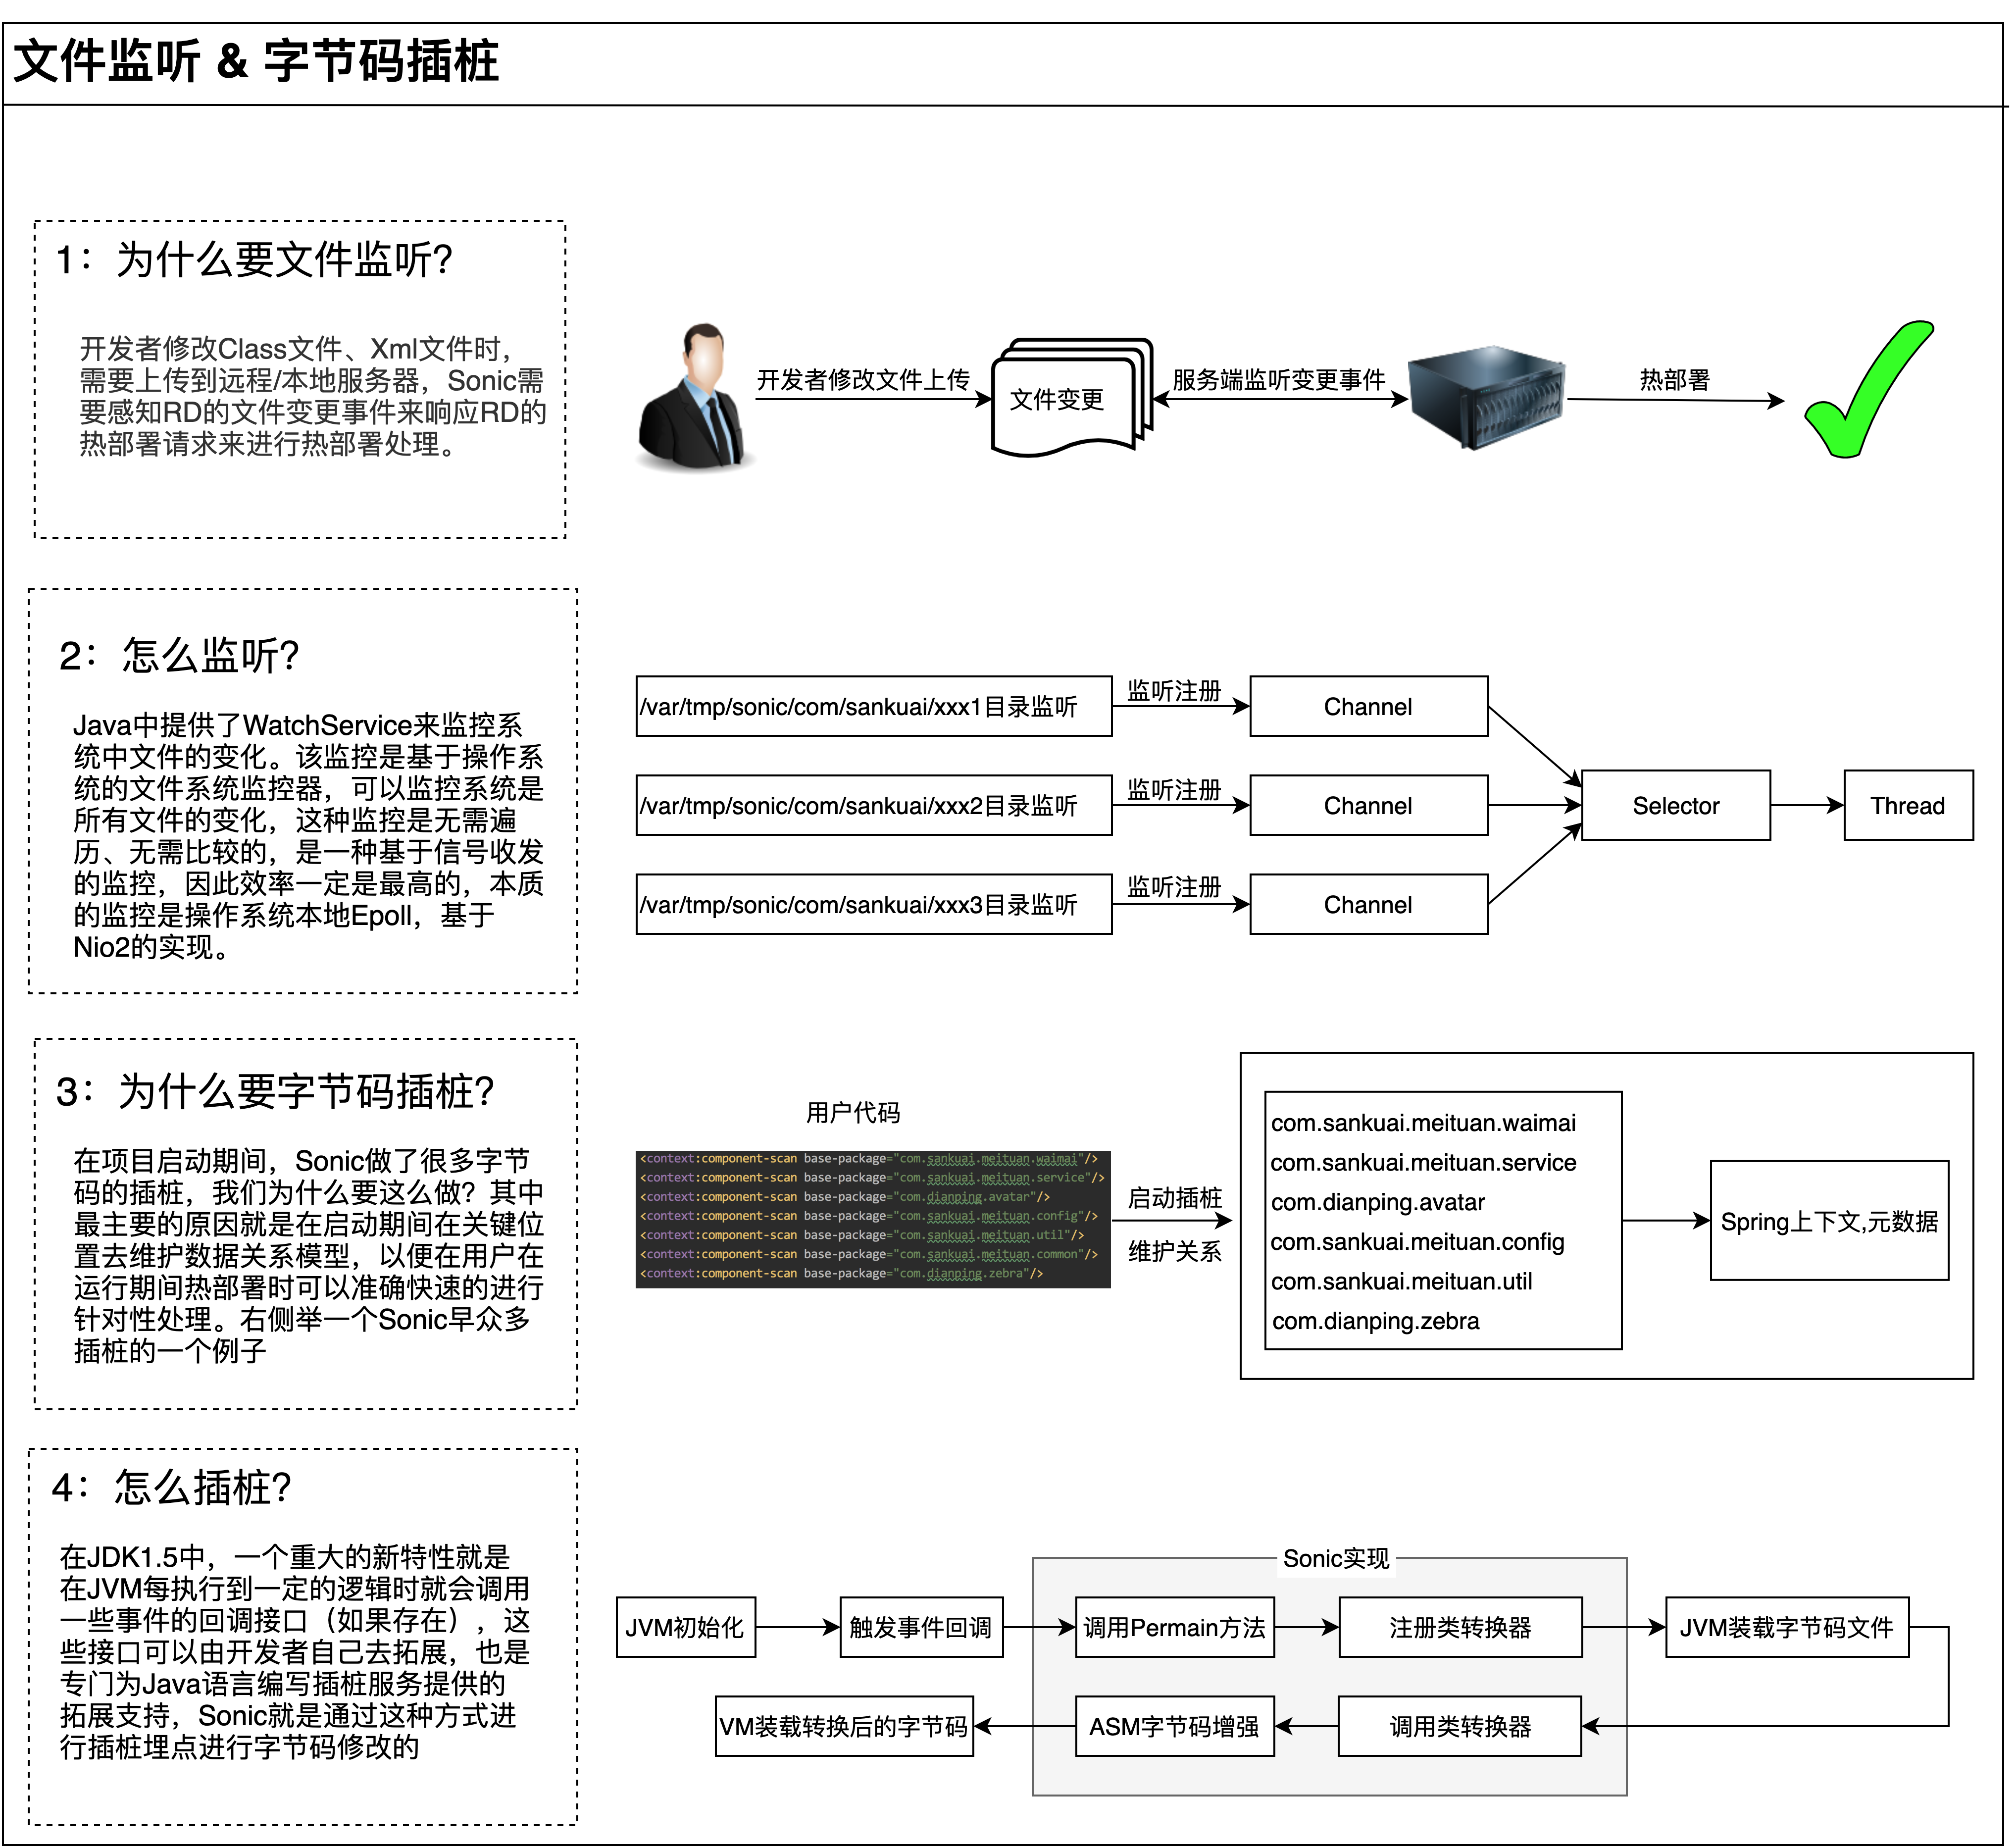 文件监听 & 字节码插桩
1：为什么要文件监听?
开发者修改Class文件、Xml文件时，
需要上传到远程/本地服务器，Sonic需
要感知RD的文件变更事件来响应RD的
热部署请求来进行热部署处理。
开发者修改文件上传
文件变更
服务端监听变更事件
热部署
2：怎么监听?
Java中提供了WatchService来监控系
统中文件的变化。该监控是基于操作系
统的文件系统监控器，可以监控系统是
所有文件的变化，这种监控是无需遍
历、无需比较的，是一种基于信号收发
的监控，因此效率一定是最高的，本质
的监控是操作系统本地Epoll，基于
Nio2的实现。
/var/tmp/sonic/com/sankuai/xxx1目录监听
监听注册
Channel
/var/tmp/sonic/com/sankuai/xxx2目录监听
监听注册
Channel
/var/tmp/sonic/com/sankuai/xxx3目录监听
监听注册
Channel
Selector
Thread
3：为什么要字节码插桩?
在项目启动期间，Sonic做了很多字节
码的插桩，我们为什么要这么做？其中
最主要的原因就是在启动期间在关键位
置去维护数据关系模型，以便在用户在
运行期间热部署时可以准确快速的进行
针对性处理。右侧举一个Sonic早众多
插桩的一个例子
用户代码
<context:component-scan base-package="com.sankuai.meituan.waimai"/>
<context:component-scan base-package="com.sankuai.meituan.service"/>
<context:component-scan base-package="com.dianping.avatar"/>
<context:component-scan base-package="com.sankuai.meituan.config"/>
<context:component-scan base-package="com.sankuai.meituan.util"/>
<context:component-scan base-package="com.sankuai.meituan.common"/>
<context:component-scan base-package="com.dianping.zebra"/>
启动插桩
维护关系
com.sankuai.meituan.waimai
com.sankuai.meituan.service
com.dianping.avatar
com.sankuai.meituan.config
com.sankuai.meituan.util
com.dianping.zebra
Spring上下文,元数据
4：怎么插桩?
在JDK1.5中，一个重大的新特性就是
在JVM每执行到一定的逻辑时就会调用
一些事件的回调接口（如果存在），这
些接口可以由开发者自己去拓展，也是
专门为Java语言编写插桩服务提供的
拓展支持，Sonic就是通过这种方式进
行插桩埋点进行字节码修改的
Sonic实现
JVM初始化
触发事件回调
调用Permain方法
注册类转换器
JVM装载字节码文件
VM装载转换后的字节码
ASM字节码增强
调用类转换器